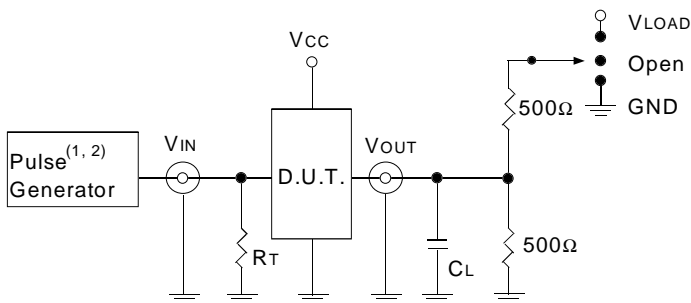 VCC
VLOAD
Open
GND
500Ω
Pulse(1, 2)
Generator
VIN
D.U.T.
VOUT
RT
CL
500Ω